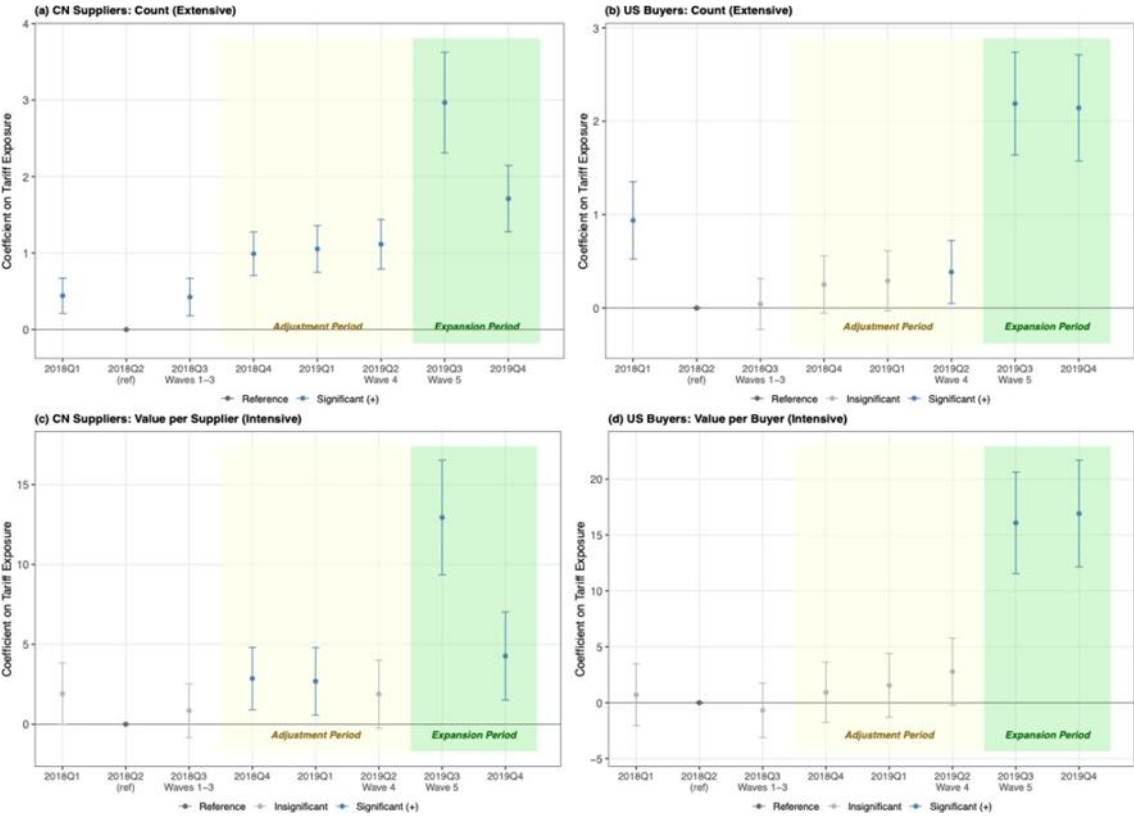 (a) CN Suppliers: Count (Extensive)
Coefficient on Tariff Exposure
4
3
2
1
0
Adjustment Period
Expansion Period
2018Q1
2018Q2
(ref)
2018Q3
Waves 1–3
2018Q4
2019Q1
2019Q2
Wave 4
2019Q3
Wave 5
2019Q4
Reference
Significant (+)
(b) US Buyers: Count (Extensive)
Coefficient on Tariff Exposure
3
2
1
0
Adjustment Period
Expansion Period
2018Q1
2018Q2
(ref)
2018Q3
Waves 1–3
2018Q4
2019Q1
2019Q2
Wave 4
2019Q3
Wave 5
2019Q4
Reference
Insignificant
Significant (+)
(c) CN Suppliers: Value per Supplier (Intensive)
Coefficient on Tariff Exposure
15
10
5
0
Adjustment Period
Expansion Period
2018Q1
2018Q2
(ref)
2018Q3
Waves 1–3
2018Q4
2019Q1
2019Q2
Wave 4
2019Q3
Wave 5
2019Q4
Reference
Insignificant
Significant (+)
(d) US Buyers: Value per Buyer (Intensive)
Coefficient on Tariff Exposure
20
15
10
5
0
−5
Adjustment Period
Expansion Period
2018Q1
2018Q2
(ref)
2018Q3
Waves 1–3
2018Q4
2019Q1
2019Q2
Wave 4
2019Q3
Wave 5
2019Q4
Reference
Insignificant
Significant (+)